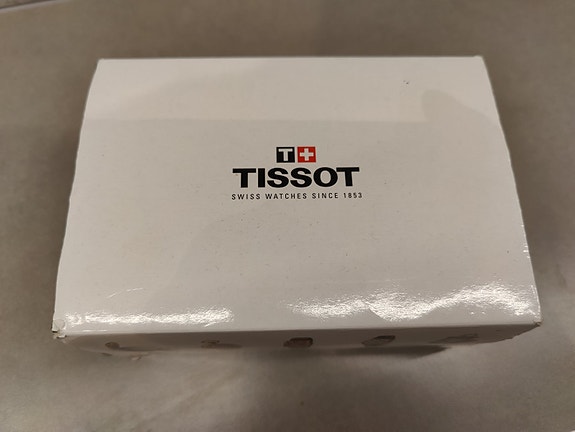 T+
TISSOT
SWISS WATCHES SINCE 1853